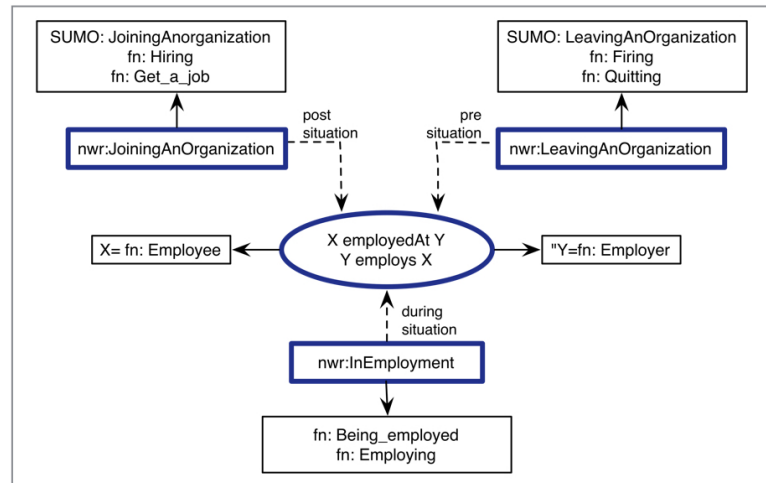 SUMO: JoiningAnorganization
fn: Hiring
fn: Get_a_job
SUMO: LeavingAnOrganization
fn: Firing
fn: Quitting
post
situation
pre
situation
nwr:JoiningAnOrganization
nwr:LeavingAnOrganization
X employedAt Y
Y employs X
X= fn: Employee
"Y=fn: Employer
during
situation
nwr:InEmployment
fn: Being_employed
fn: Employing